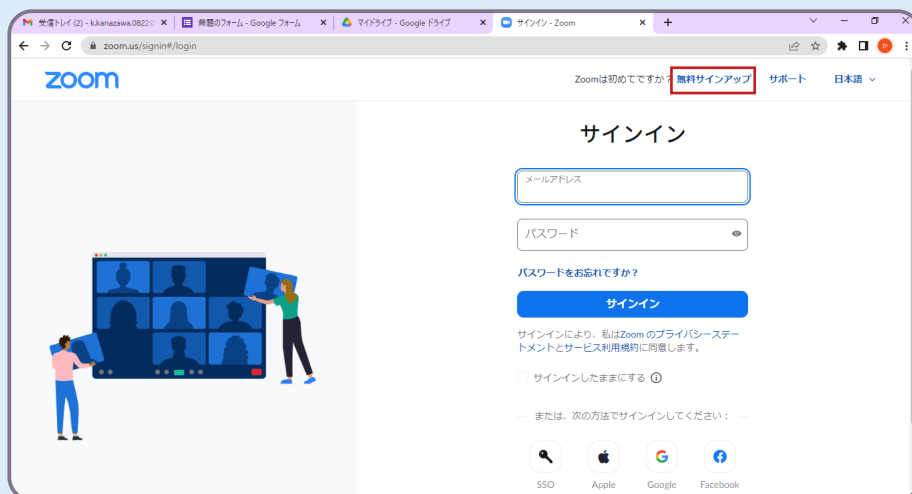 受信トレイ (2) - k.kanazawa.0822@
無題のフォーム - Google フォーム
マイドライブ - Google ドライブ
サインイン - Zoom
zoom.us/signin#/login
か
zoom
Zoomは初めてですか？ 無料サインアップ サポート 日本語
サインイン
メールアドレス
パスワード
パスワードをお忘れですか？
サインイン
サインインにより、私はZoom のプライバシーステー
トメントとサービス利用規約に同意します。
サインインしたままにする
または、次の方法でサインインしてください：
SSO Apple Google Facebook